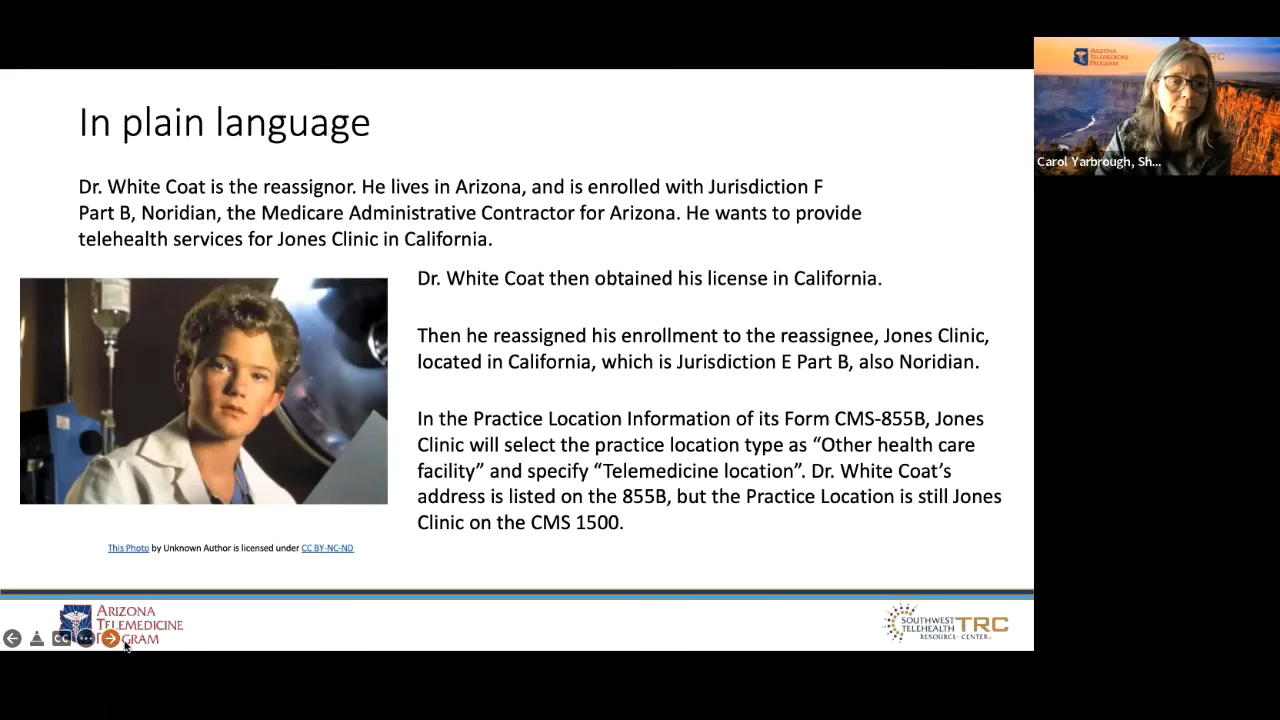 In plain language
Dr. White Coat is the reassignor. He lives in Arizona, and is enrolled with Jurisdiction F
Part B, Noridian, the Medicare Administrative Contractor for Arizona. He wants to provide
telehealth services for Jones Clinic in California.
Dr. White Coat then obtained his license in California.
Then he reassigned his enrollment to the reassignee, Jones Clinic,
located in California, which is Jurisdiction E Part B, also Noridian.
In the Practice Location Information of its Form CMS-855B, Jones
Clinic will select the practice location type as “Other health care
facility” and specify “Telemedicine location”. Dr. White Coat’s
address is listed on the 855B, but the Practice Location is still Jones
Clinic on the CMS 1500.
This Photo by Unknown Author is licensed under CC BY-NC-ND
ARIZONA
TELEMEDICINE
PROGRAM
CC
SOUTHWEST
TELEHEALTH
RESOURCE CENTER
TRC
ARIZONA
TELEMEDICINE
PROGRAM
Carol Yarbrough, Sh...